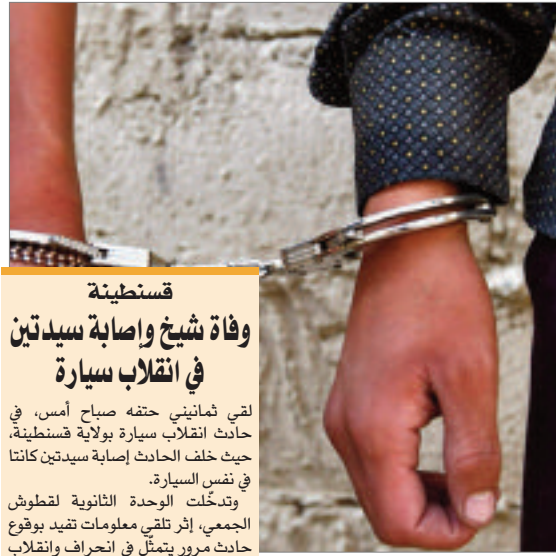 قسنطينة
وفاة شيخ وإصابة سيدتين
في انقلاب سيارة
لقي ثمانيني حتفه صباح أمس، في
حادث انقلاب سيارة بولاية قسنطينة،
حيث خلف الحادث إصابة سيدتين كانتا
في نفس السيارة.
وتدخّلت الوحدة الثانوية لقطوش
الجمعي، إثر تلقي معلومات تفيد بوقوع
حادث مرور يتمثّل في انحراف وانقلاب